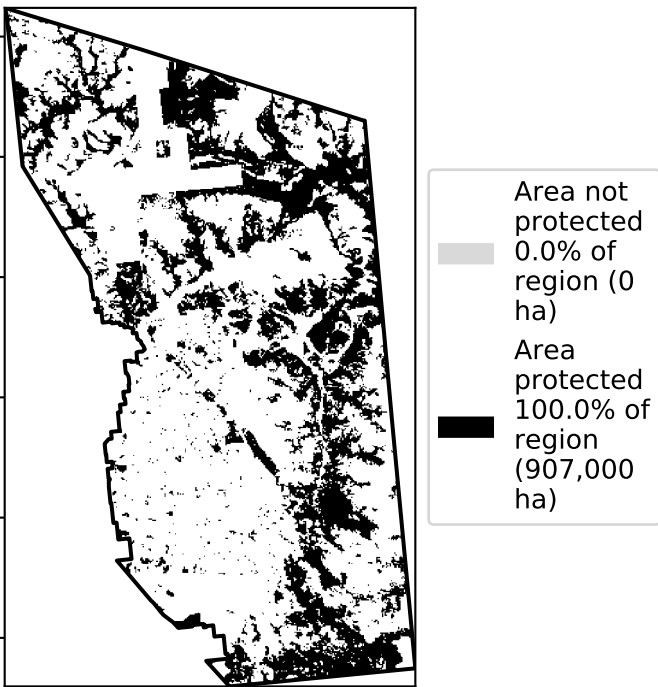 Area not
protected
0.0% of
region (0
ha)
Area
protected
100.0% of
region
(907,000
ha)